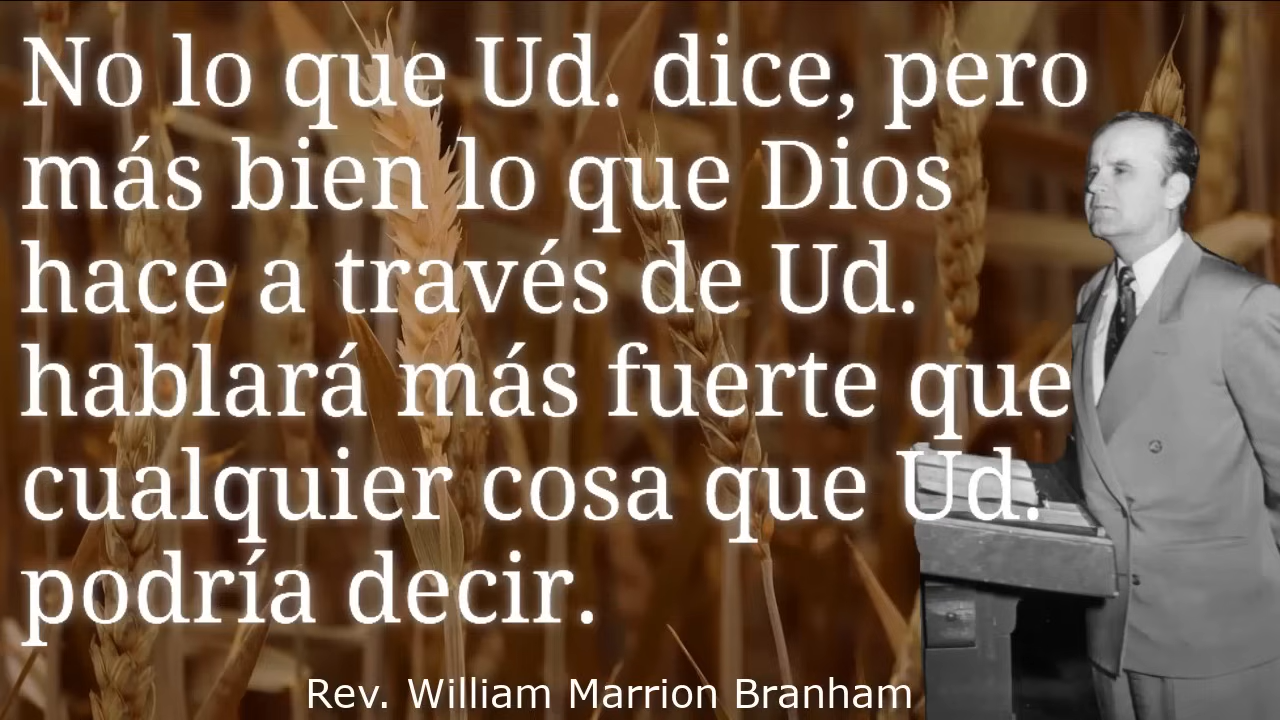 No lo que Ud. dice, pero
más bien lo que Dios
hace a través de Ud.
hablará más fuerte que
cualquier cosa que Ud.
podría decir.
Rev. William Marrion Branham